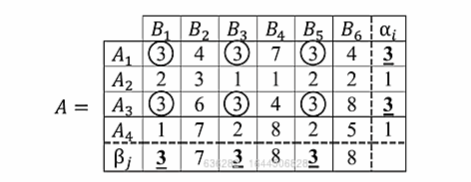 B₁ B₂ B₃ B₄ B₅ B₆ αᵢ
A₁ 3 4 3 7 3 4 3
A₂ 2 3 1 1 2 2 1
A = A₃ 3 6 3 4 3 8 3
A₄ 1 7 2 8 2 5 1
βⱼ 3 7 3 8 3 8